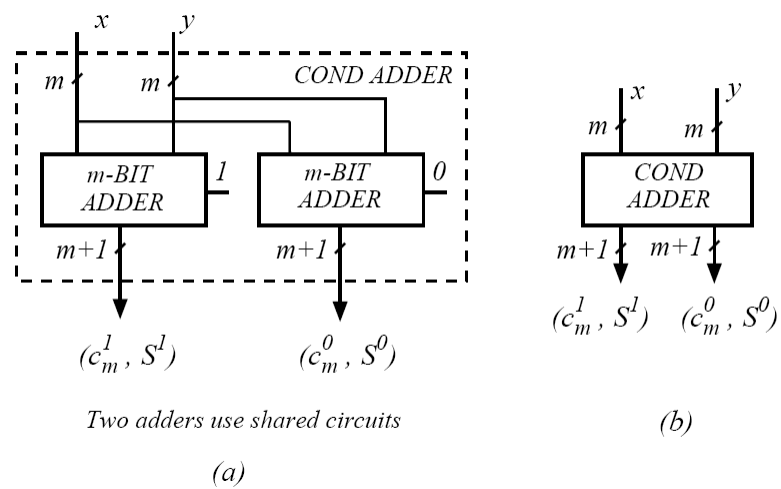 x y
COND ADDER
m m
m-BIT ADDER
1
m-BIT ADDER
0
m+1 m+1
(c_m^1, S^1) (c_m^0, S^0)
Two adders use shared circuits
(a)
x y
m m
COND ADDER
m+1 m+1
(c_m^1, S^1) (c_m^0, S^0)
(b)